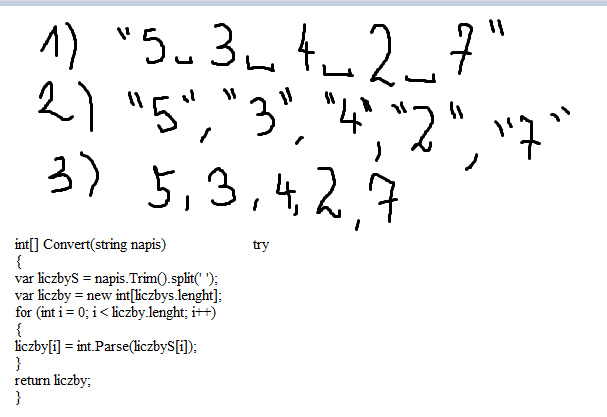 1) "5␣3␣4␣2␣7"
2) "5", "3", "4", "2", "7"
3) 5, 3, 4, 2, 7
int[] Convert(string napis) try
{
var liczbyS = napis.Trim().split(' ');
var liczby = new int[liczbys.lenght];
for (int i = 0; i < liczby.lenght; i++)
{
liczby[i] = int.Parse(liczbyS[i]);
}
return liczby;
}